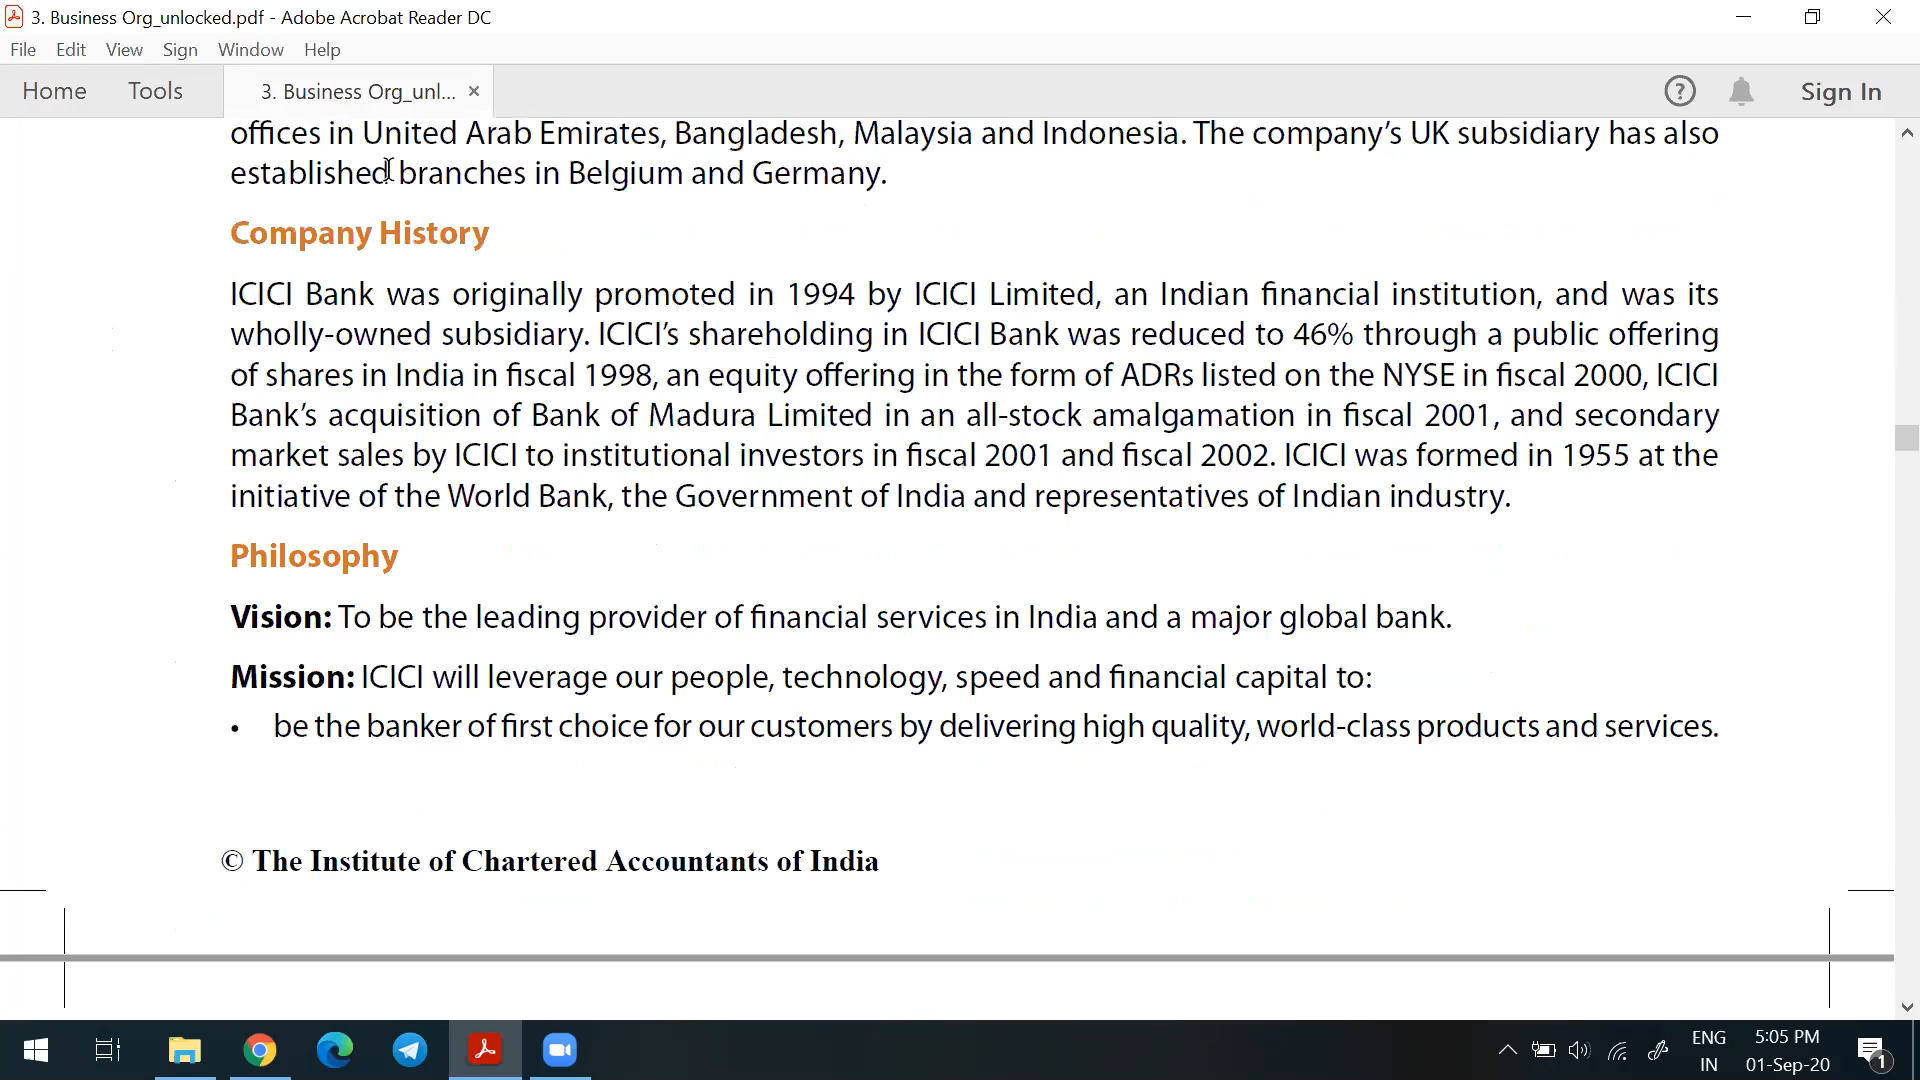 3. Business Org_unlocked.pdf - Adobe Acrobat Reader DC
File Edit View Sign Window Help
Home Tools 3. Business Org_unl... × ? Sign In
offices in United Arab Emirates, Bangladesh, Malaysia and Indonesia. The company’s UK subsidiary has also
established branches in Belgium and Germany.
Company History
ICICI Bank was originally promoted in 1994 by ICICI Limited, an Indian financial institution, and was its
wholly-owned subsidiary. ICICI’s shareholding in ICICI Bank was reduced to 46% through a public offering
of shares in India in fiscal 1998, an equity offering in the form of ADRs listed on the NYSE in fiscal 2000, ICICI
Bank’s acquisition of Bank of Madura Limited in an all-stock amalgamation in fiscal 2001, and secondary
market sales by ICICI to institutional investors in fiscal 2001 and fiscal 2002. ICICI was formed in 1955 at the
initiative of the World Bank, the Government of India and representatives of Indian industry.
Philosophy
Vision: To be the leading provider of financial services in India and a major global bank.
Mission: ICICI will leverage our people, technology, speed and financial capital to:
• be the banker of first choice for our customers by delivering high quality, world-class products and services.
© The Institute of Chartered Accountants of India
ENG 5:05 PM
IN 01-Sep-20 1